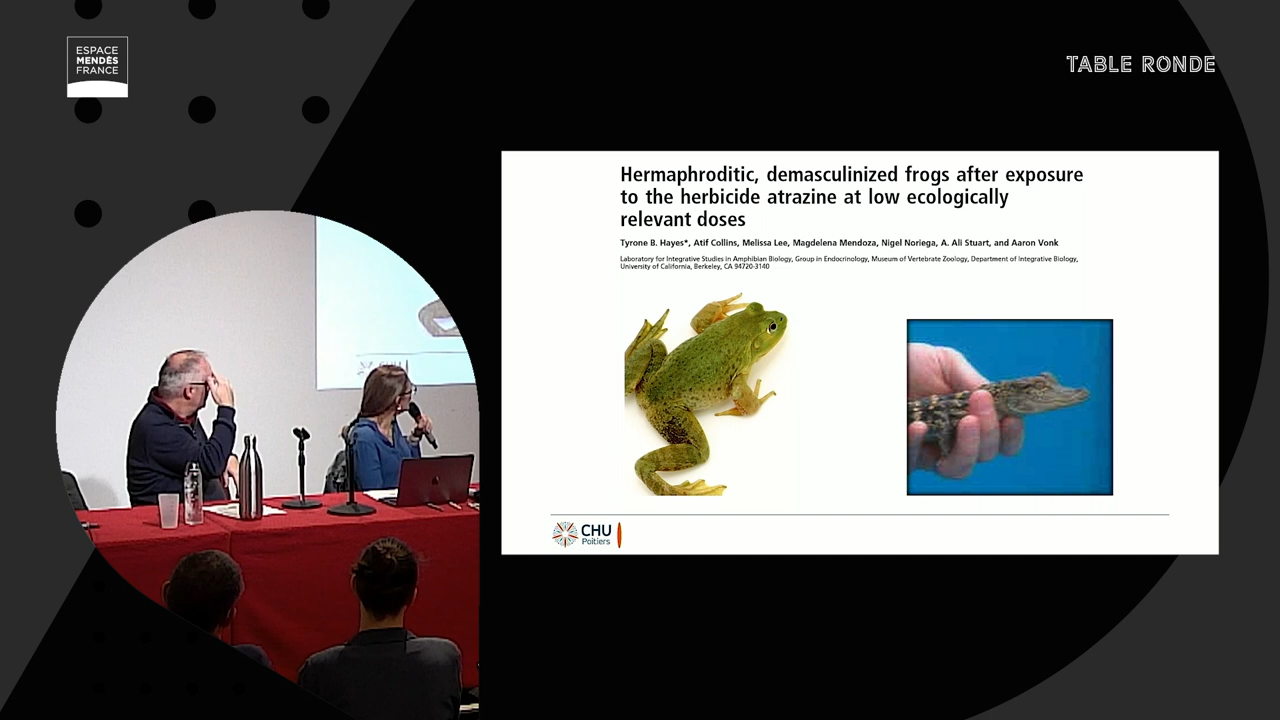 ESPACE
MENDÈS
FRANCE
TABLE RONDE
Hermaphroditic, demasculinized frogs after exposure
to the herbicide atrazine at low ecologically
relevant doses
Tyrone B. Hayes*, Atif Collins, Melissa Lee, Magdelena Mendoza, Nigel Noriega, A. Ali Stuart, and Aaron Vonk
Laboratory for Integrative Studies in Amphibian Biology, Group in Endocrinology, Museum of Vertebrate Zoology, Department of Integrative Biology,
University of California, Berkeley, CA 94720-3140
CHU
Poitiers
CHU